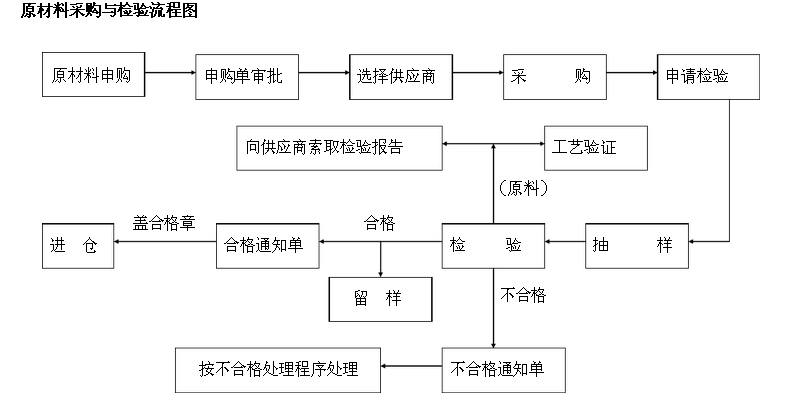 原材料采购与检验流程图
原材料申购
申购单审批
选择供应商
采 购
申请检验
向供应商索取检验报告
工艺验证
（原料）
盖合格章
合格
进 仓
合格通知单
检 验
抽 样
留 样
不合格
按不合格处理程序处理
不合格通知单